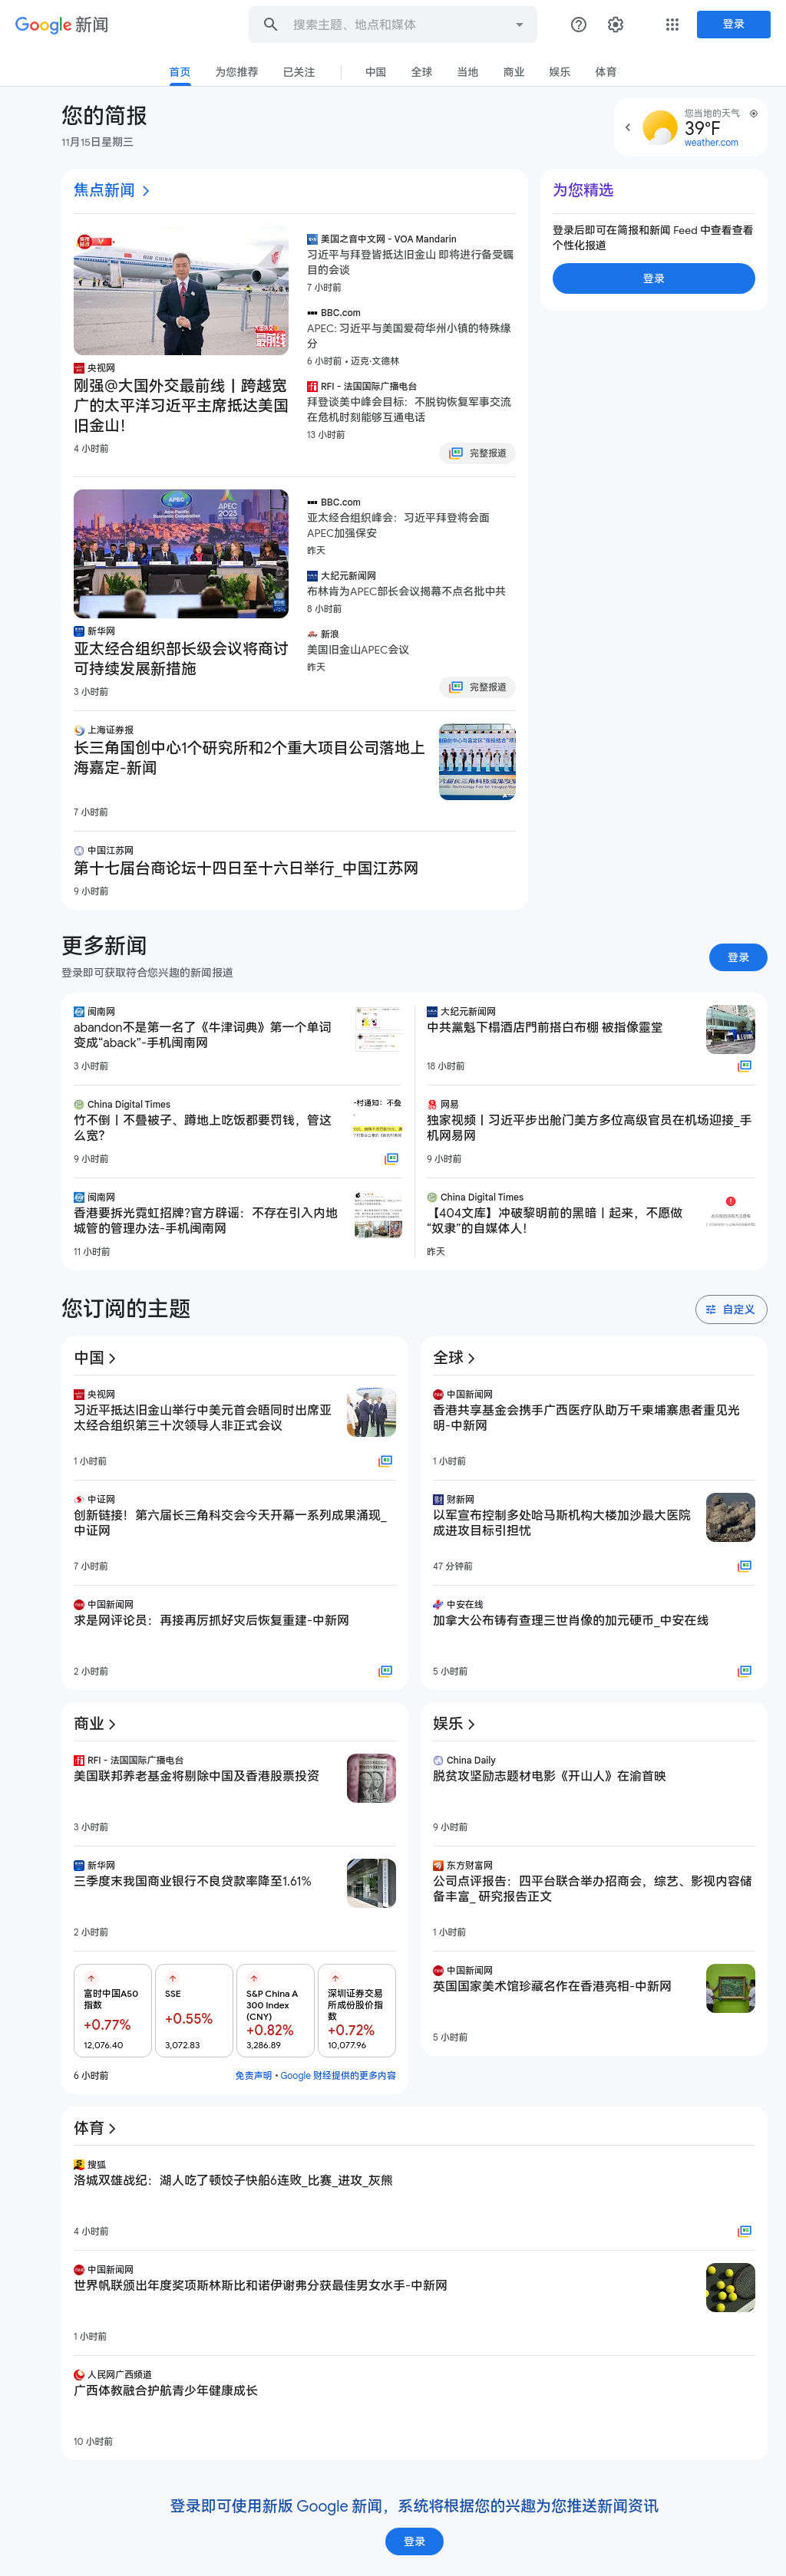 Google 新闻
搜索主题、地点和媒体
登录
首页
为您推荐
已关注
中国
全球
当地
商业
娱乐
体育
您的简报
11月15日星期三
您当地的天气
39°F
weather.com
焦点新闻
央视网
刚强@大国外交最前线丨跨越宽
广的太平洋习近平主席抵达美国
旧金山！
4 小时前
美国之音中文网 - VOA Mandarin
习近平与拜登皆抵达旧金山 即将进行备受瞩
目的会谈
7 小时前
BBC.com
APEC: 习近平与美国爱荷华州小镇的特殊缘
分
6 小时前 • 迈克·文德林
RFI - 法国国际广播电台
拜登谈美中峰会目标：不脱钩恢复军事交流
在危机时刻能够互通电话
13 小时前
完整报道
为您精选
登录后即可在简报和新闻 Feed 中查看查看
个性化报道
登录
新华网
亚太经合组织部长级会议将商讨
可持续发展新措施
3 小时前
BBC.com
亚太经合组织峰会：习近平拜登将会面
APEC加强保安
昨天
大纪元新闻网
布林肯为APEC部长会议揭幕不点名批中共
8 小时前
新浪
美国旧金山APEC会议
昨天
完整报道
上海证券报
长三角国创中心1个研究所和2个重大项目公司落地上
海嘉定-新闻
7 小时前
中国江苏网
第十七届台商论坛十四日至十六日举行_中国江苏网
9 小时前
更多新闻
登录即可获取符合您兴趣的新闻报道
登录
闽南网
abandon不是第一名了《牛津词典》第一个单词
变成“aback”-手机闽南网
3 小时前
大纪元新闻网
中共黨魁下榻酒店門前搭白布棚 被指像靈堂
18 小时前
China Digital Times
竹不倒丨不叠被子、蹲地上吃饭都要罚钱，管这
么宽？
9 小时前
网易
独家视频丨习近平步出舱门美方多位高级官员在机场迎接_手
机网易网
9 小时前
闽南网
香港要拆光霓虹招牌?官方辟谣：不存在引入内地
城管的管理办法-手机闽南网
11 小时前
China Digital Times
【404文库】冲破黎明前的黑暗丨起来，不愿做
“奴隶”的自媒体人！
昨天
您订阅的主题
自定义
中国
央视网
习近平抵达旧金山举行中美元首会晤同时出席亚
太经合组织第三十次领导人非正式会议
1 小时前
中证网
创新链接！第六届长三角科交会今天开幕一系列成果涌现_
中证网
7 小时前
中国新闻网
求是网评论员：再接再厉抓好灾后恢复重建-中新网
2 小时前
全球
中国新闻网
香港共享基金会携手广西医疗队助万千柬埔寨患者重见光
明-中新网
1 小时前
财新网
以军宣布控制多处哈马斯机构大楼加沙最大医院
成进攻目标引担忧
47 分钟前
中安在线
加拿大公布铸有查理三世肖像的加元硬币_中安在线
5 小时前
商业
RFI - 法国国际广播电台
美国联邦养老基金将剔除中国及香港股票投资
3 小时前
新华网
三季度末我国商业银行不良贷款率降至1.61%
2 小时前
富时中国A50
指数
+0.77%
12,076.40
SSE
+0.55%
3,072.83
S&P China A
300 Index
(CNY)
+0.82%
3,286.89
深圳证券交易
所成份股价指
数
+0.72%
10,077.96
6 小时前
免责声明 • Google 财经提供的更多内容
娱乐
China Daily
脱贫攻坚励志题材电影《开山人》在渝首映
9 小时前
东方财富网
公司点评报告：四平台联合举办招商会，综艺、影视内容储
备丰富_ 研究报告正文
1 小时前
中国新闻网
英国国家美术馆珍藏名作在香港亮相-中新网
5 小时前
体育
搜狐
洛城双雄战纪：湖人吃了顿饺子快船6连败_比赛_进攻_灰熊
4 小时前
中国新闻网
世界帆联颁出年度奖项斯林斯比和诺伊谢弗分获最佳男女水手-中新网
1 小时前
人民网广西频道
广西体教融合护航青少年健康成长
10 小时前
登录即可使用新版 Google 新闻，系统将根据您的兴趣为您推送新闻资讯
登录